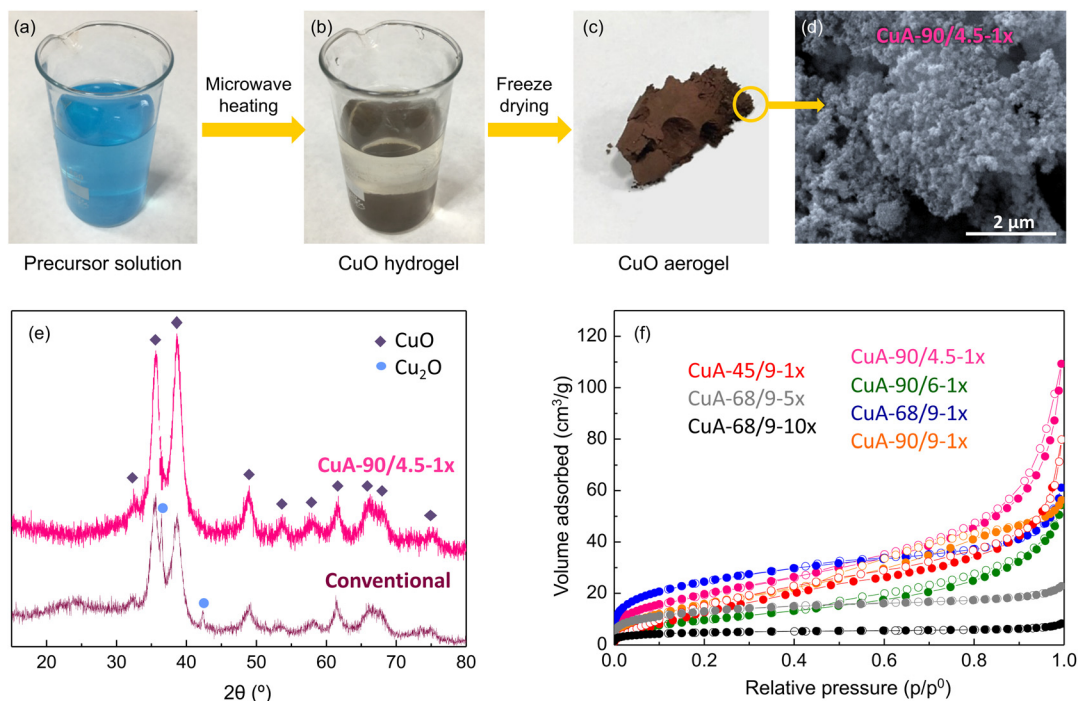 (a)
(b)
(c)
(d)
CuA-90/4.5-1x
Microwave
heating
Freeze
drying
2 µm
Precursor solution
CuO hydrogel
CuO aerogel
(e)
CuO
Cu₂O
CuA-90/4.5-1x
Conventional
20 30 40 50 60 70 80
2θ (º)
(f)
120
100
80
60
40
20
0
Volume adsorbed (cm³/g)
CuA-45/9-1x
CuA-68/9-5x
CuA-68/9-10x
CuA-90/4.5-1x
CuA-90/6-1x
CuA-68/9-1x
CuA-90/9-1x
0.0 0.2 0.4 0.6 0.8 1.0
Relative pressure (p/p⁰)